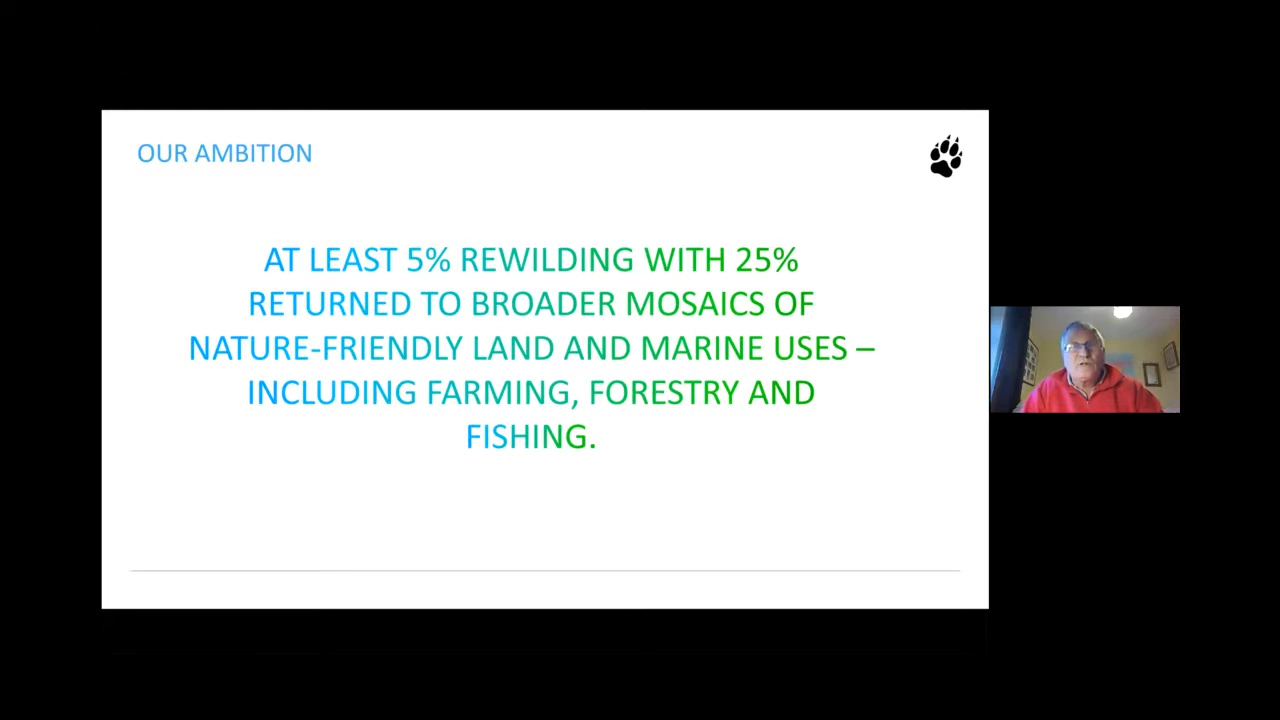 OUR AMBITION
AT LEAST 5% REWILDING WITH 25%
RETURNED TO BROADER MOSAICS OF
NATURE-FRIENDLY LAND AND MARINE USES –
INCLUDING FARMING, FORESTRY AND
FISHING.